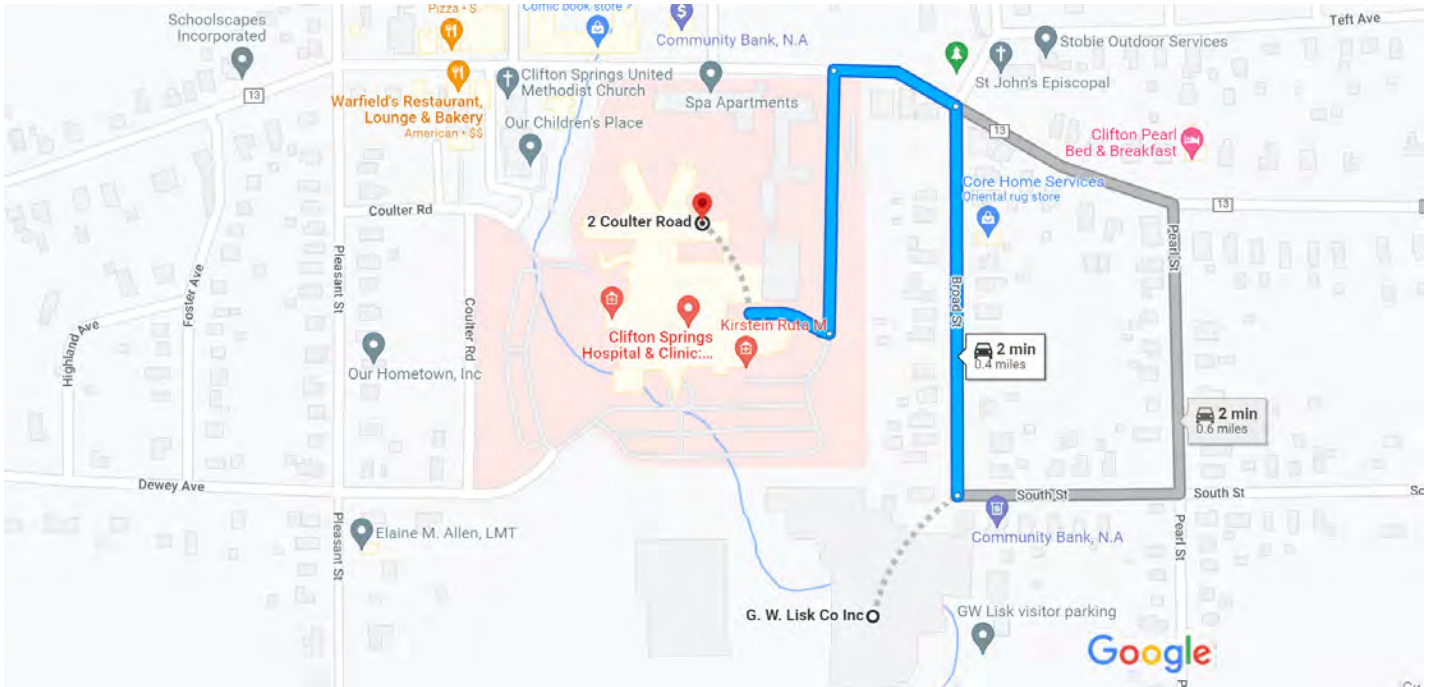 Pizza • $
Comic book store
Schoolscapes
Incorporated
Community Bank, N.A
Teft Ave
Stobie Outdoor Services
St John's Episcopal
13
Warfield's Restaurant,
Lounge & Bakery
American • $$
Clifton Springs United
Methodist Church
Spa Apartments
Our Children's Place
13
Clifton Pearl
Bed & Breakfast
Core Home Services
Oriental rug store
13
Coulter Rd
2 Coulter Road
Pleasant St
Foster Ave
Highland Ave
Coulter Rd
Broad St
Pearl St
Kirstein Ruta M
Clifton Springs
Hospital & Clinic:...
Our Hometown, Inc
2 min
0.4 miles
2 min
0.6 miles
Dewey Ave
South St
South St
Pleasant St
Elaine M. Allen, LMT
Community Bank, N.A
Pearl St
G. W. Lisk Co Inc
GW Lisk visitor parking
Google